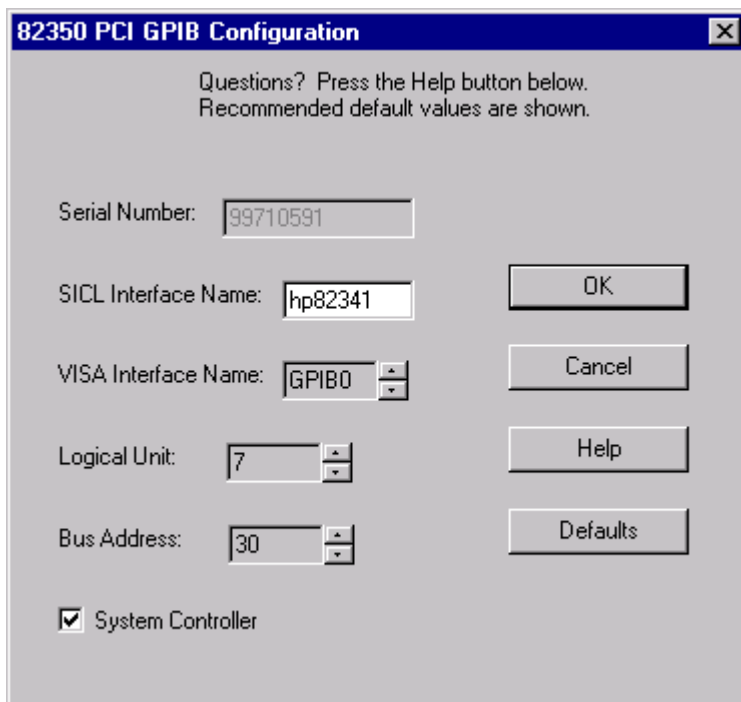 82350 PCI GPIB Configuration
Questions? Press the Help button below.
Recommended default values are shown.
Serial Number: 99710591
SICL Interface Name: hp82341
OK
VISA Interface Name: GPIB0
Cancel
Logical Unit: 7
Help
Bus Address: 30
Defaults
System Controller